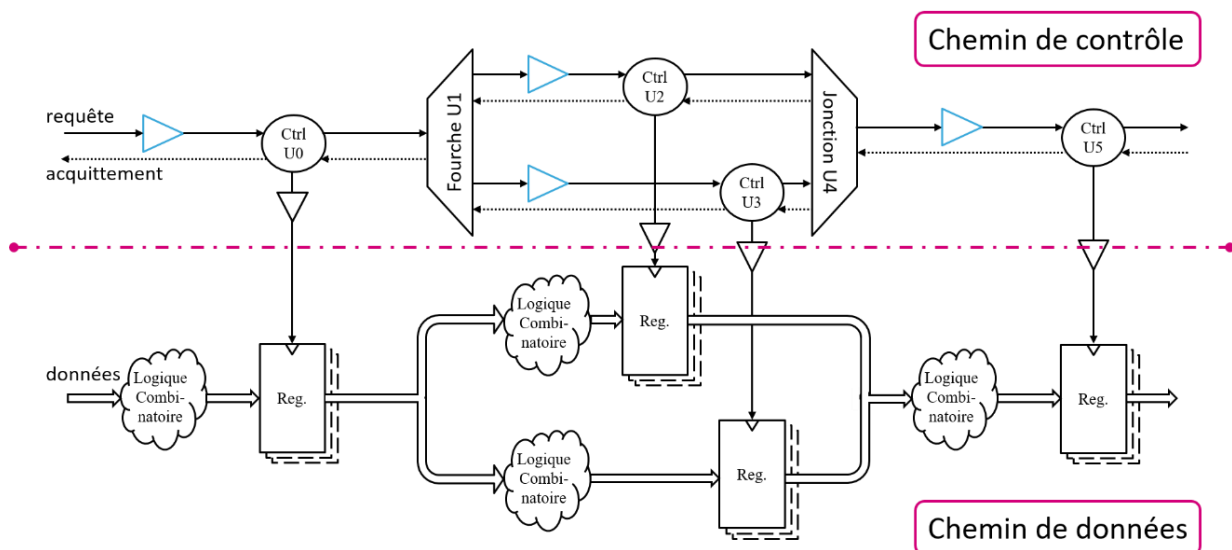 Chemin de contrôle
requête
acquittement
Ctrl
U0
Fourche U1
Ctrl
U2
Ctrl
U3
Jonction U4
Ctrl
U5
données
Logique
Combi-
natoire
Reg.
Logique
Combi-
natoire
Reg.
Logique
Combi-
natoire
Reg.
Logique
Combi-
natoire
Reg.
Chemin de données